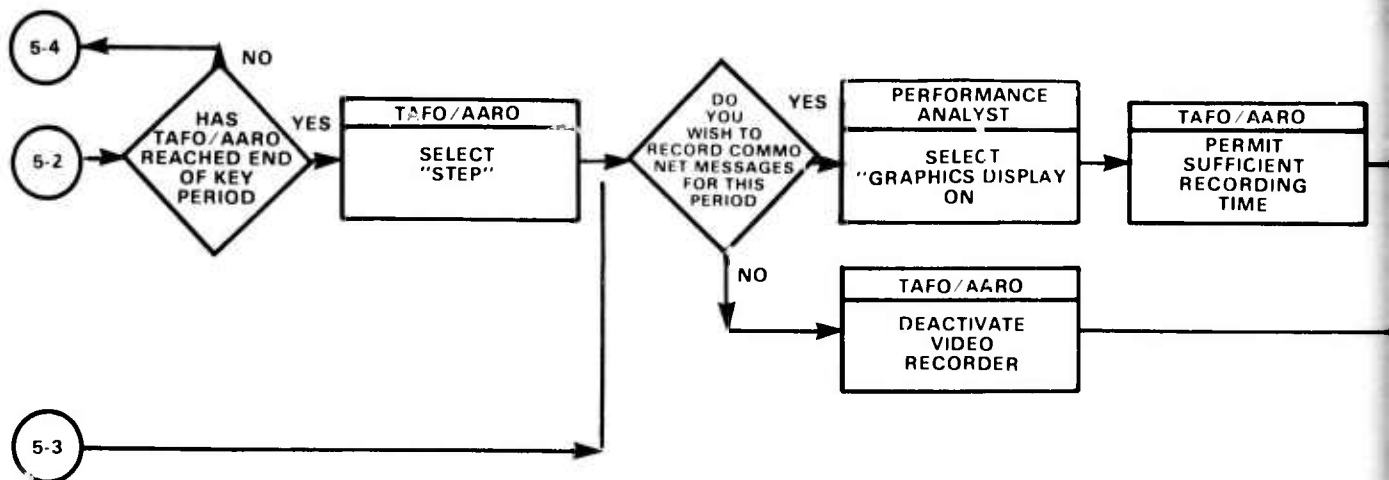 5-4
NO
5-2
HAS
TAFO/AARO
REACHED END
OF KEY
PERIOD
YES
TAFO/AARO
SELECT
"STEP"
DO
YOU
WISH TO
RECORD COMMO
NET MESSAGES
FOR THIS
PERIOD
YES
PERFORMANCE
ANALYST
SELECT
"GRAPHICS DISPLAY
ON
TAFO/AARO
PERMIT
SUFFICIENT
RECORDING
TIME
NO
TAFO/AARO
DEACTIVATE
VIDEO
RECORDER
5-3